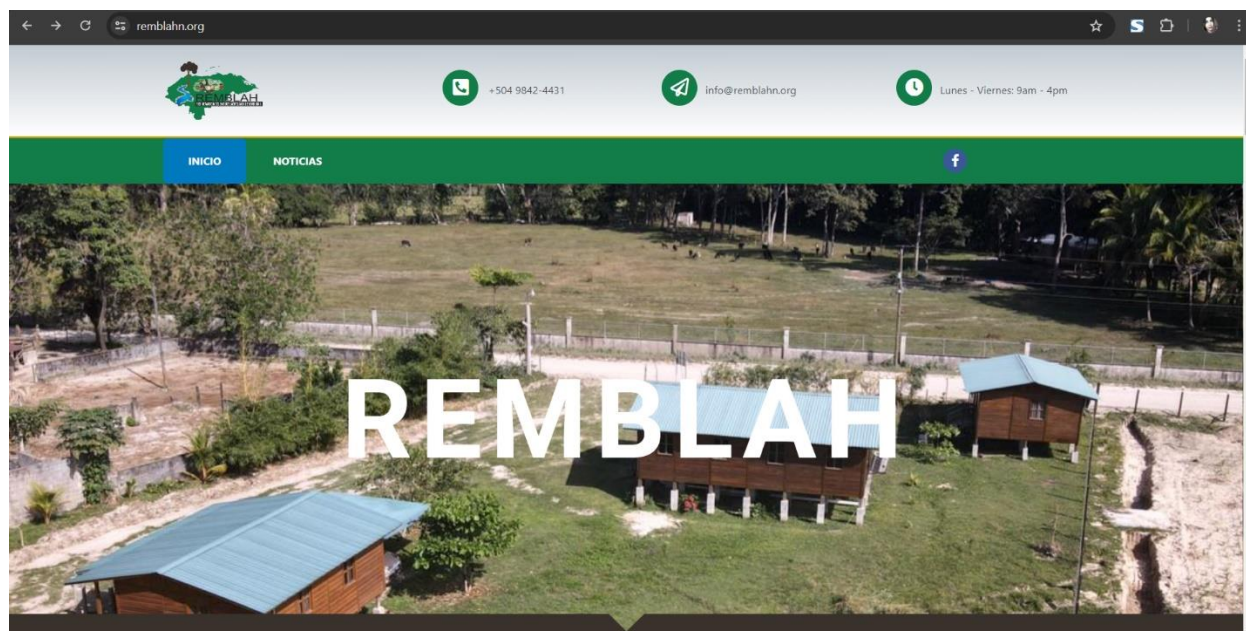 remblahn.org
REMBLAH
+504 9842-4431
info@remblahn.org
Lunes - Viernes: 9am - 4pm
INICIO
NOTICIAS
f
REMBLAH